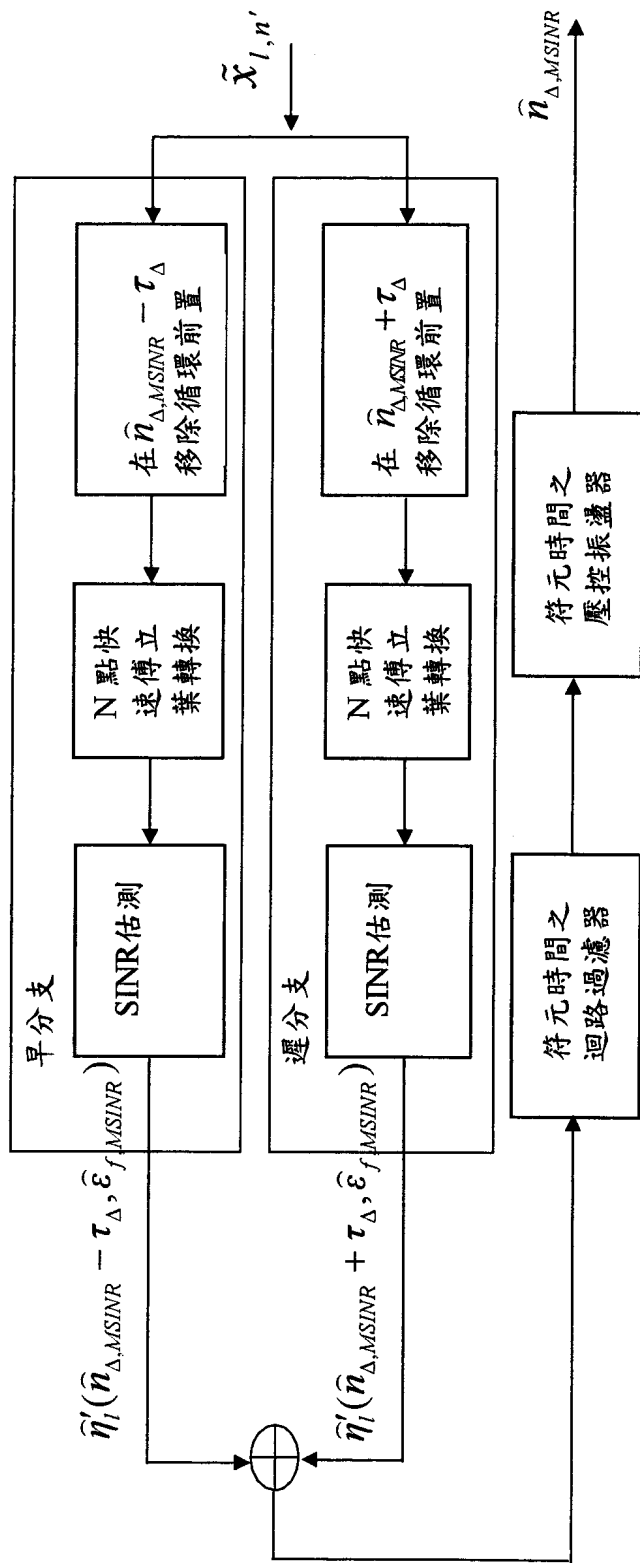 x̃_{l,n'}
早分支
在 n̂_{Δ,MSINR} − τ_Δ
移除循環前置
N 點快
速傅立
葉轉換
SINR估測
η̂'_l(n̂_{Δ,MSINR} − τ_Δ, ε̂_{f,MSINR})
遲分支
在 n̂_{Δ,MSINR} + τ_Δ
移除循環前置
N 點快
速傅立
葉轉換
SINR估測
η̂'_l(n̂_{Δ,MSINR} + τ_Δ, ε̂_{f,MSINR})
符元時間之
迴路過濾器
符元時間之
壓控振盪器
n̂_{Δ,MSINR}